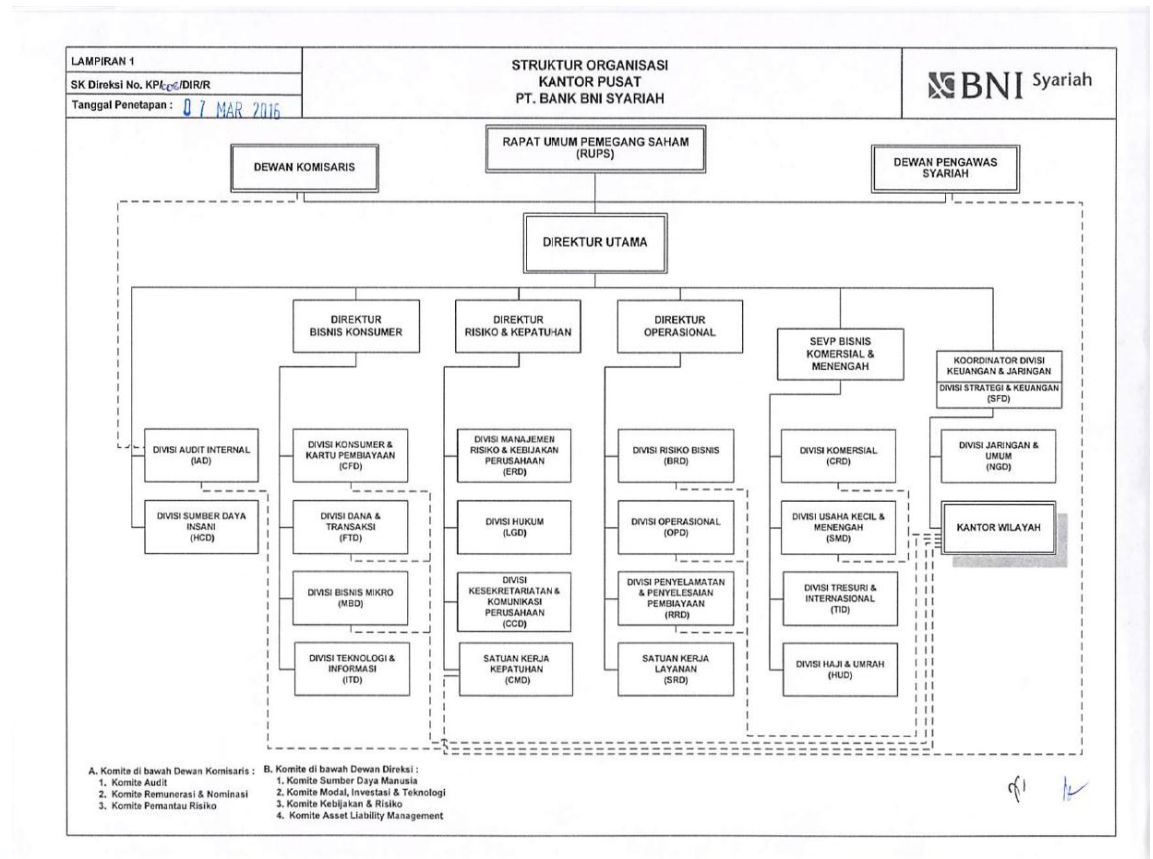 LAMPIRAN 1
SK Direksi No. KP/ /DIR/R
Tanggal Penetapan : 07 MAR 2016
STRUKTUR ORGANISASI
KANTOR PUSAT
PT. BANK BNI SYARIAH
BNI Syariah
RAPAT UMUM PEMEGANG SAHAM
(RUPS)
DEWAN KOMISARIS
DEWAN PENGAWAS
SYARIAH
DIREKTUR UTAMA
DIREKTUR
BISNIS KONSUMER
DIREKTUR
RISIKO & KEPATUHAN
DIREKTUR
OPERASIONAL
SEVP BISNIS
KOMERSIAL &
MENENGAH
KOORDINATOR DIVISI
KEUANGAN & JARINGAN
DIVISI STRATEGI & KEUANGAN
(SFD)
DIVISI AUDIT INTERNAL
(IAD)
DIVISI KONSUMER &
KARTU PEMBIAYAAN
(CFD)
DIVISI MANAJEMEN
RISIKO & KEBIJAKAN
PERUSAHAAN
(ERD)
DIVISI RISIKO BISNIS
(BRD)
DIVISI KOMERSIAL
(CRD)
DIVISI JARINGAN &
UMUM
(NGD)
DIVISI SUMBER DAYA
INSANI
(HCD)
DIVISI DANA &
TRANSAKSI
(FTD)
DIVISI HUKUM
(LGD)
DIVISI OPERASIONAL
(OPD)
DIVISI USAHA KECIL &
MENENGAH
(SMD)
KANTOR WILAYAH
DIVISI BISNIS MIKRO
(MBD)
DIVISI
KESEKRETARIATAN &
KOMUNIKASI
PERUSAHAAN
(CCD)
DIVISI PENYELAMATAN
& PENYELESAIAN
PEMBIAYAAN
(RRD)
DIVISI TRESURI &
INTERNASIONAL
(TID)
DIVISI TEKNOLOGI &
INFORMASI
(ITD)
SATUAN KERJA
KEPATUHAN
(CMD)
SATUAN KERJA
LAYANAN
(SRD)
DIVISI HAJI & UMRAH
(HUD)
A. Komite di bawah Dewan Komisaris :
1. Komite Audit
2. Komite Remunerasi & Nominasi
3. Komite Pemantau Risiko
B. Komite di bawah Dewan Direksi :
1. Komite Sumber Daya Manusia
2. Komite Modal, Investasi & Teknologi
3. Komite Kebijakan & Risiko
4. Komite Asset Liability Management